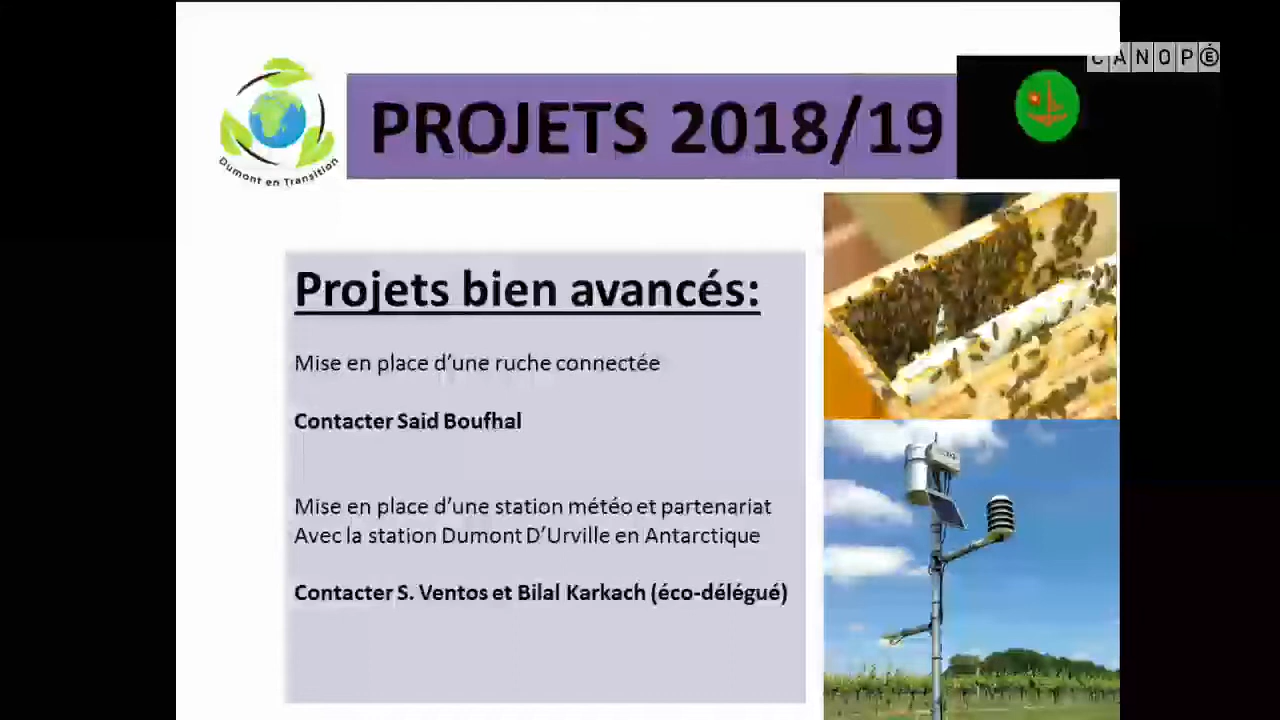 CANOPÉ
PROJETS 2018/19
Dumont en Transition
Projets bien avancés:
Mise en place d'une ruche connectée
Contacter Said Boufhal
Mise en place d'une station météo et partenariat
Avec la station Dumont D'Urville en Antarctique
Contacter S. Ventos et Bilal Karkach (éco-délégué)